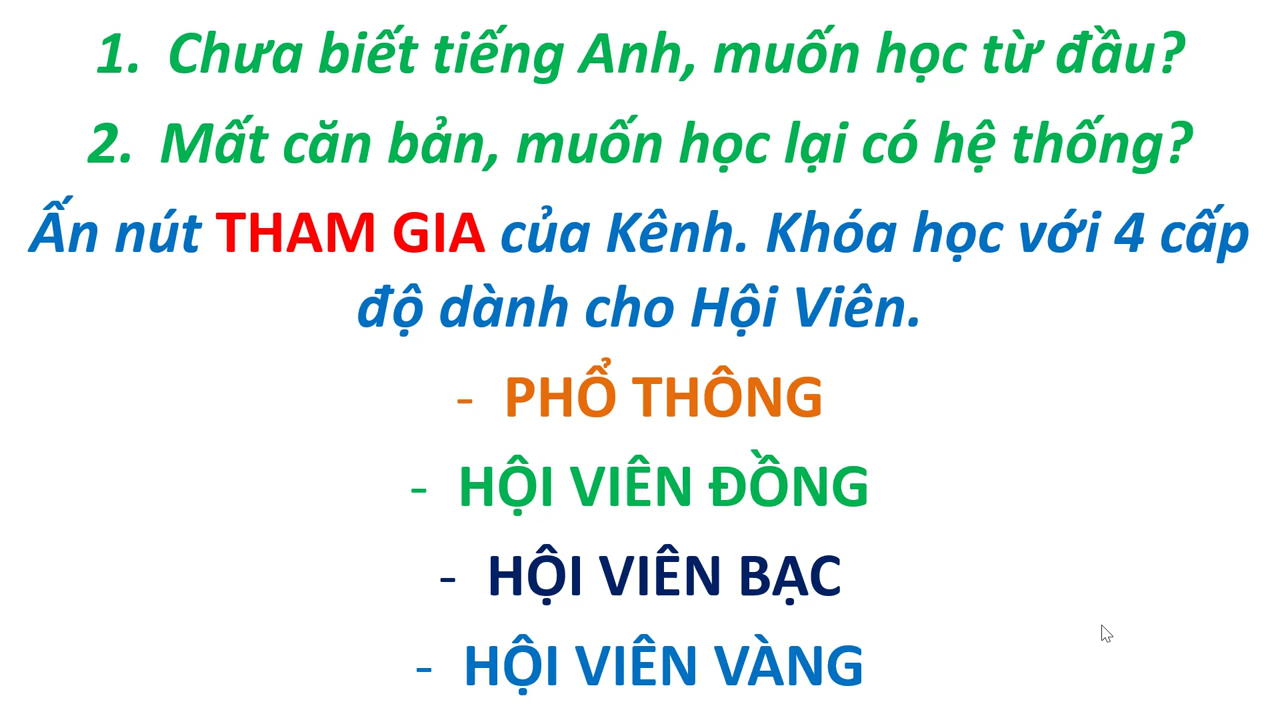 1. Chưa biết tiếng Anh, muốn học từ đầu?
2. Mất căn bản, muốn học lại có hệ thống?
Ấn nút THAM GIA của Kênh. Khóa học với 4 cấp
độ dành cho Hội Viên.
- PHỔ THÔNG
- HỘI VIÊN ĐỒNG
- HỘI VIÊN BẠC
- HỘI VIÊN VÀNG